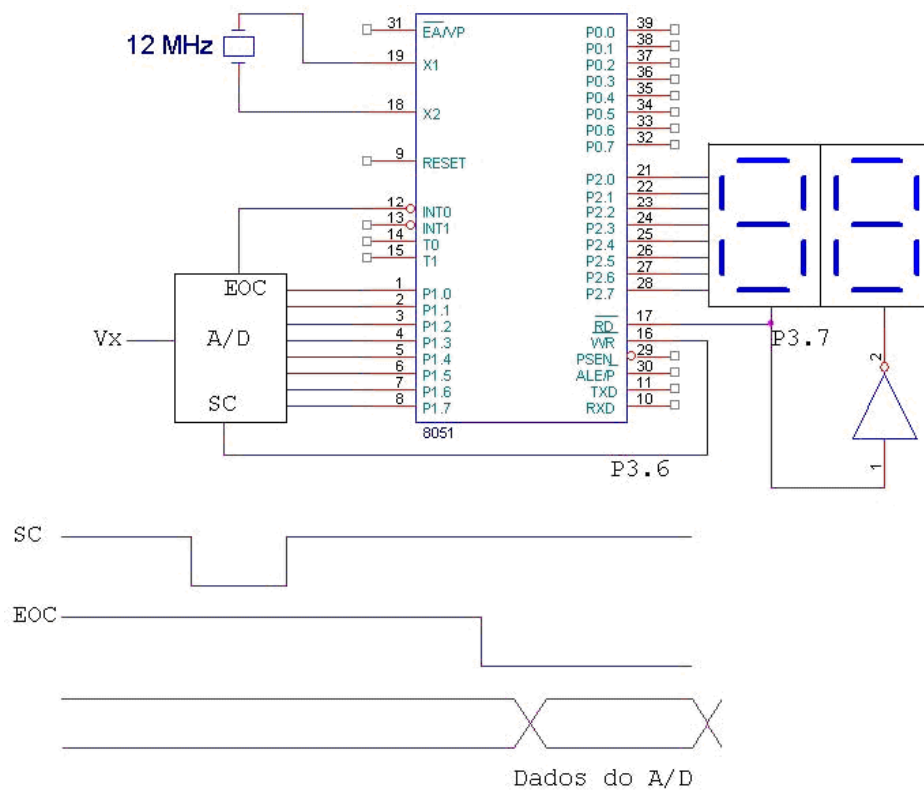 12 MHz
31
EA/VP
19
X1
18
X2
9
RESET
12
INT0
13
INT1
14
T0
15
T1
1
P1.0
2
P1.1
3
P1.2
4
P1.3
5
P1.4
6
P1.5
7
P1.6
8
P1.7
8051
P0.0
39
P0.1
38
P0.2
37
P0.3
36
P0.4
35
P0.5
34
P0.6
33
P0.7
32
P2.0
21
P2.1
22
P2.2
23
P2.3
24
P2.4
25
P2.5
26
P2.6
27
P2.7
28
RD
17
WR
16
PSEN
29
ALE/P
30
TXD
11
RXD
10
P3.7
2
1
EOC
Vx
A/D
SC
P3.6
SC
EOC
Dados do A/D